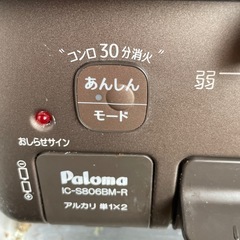 コンロ30分消火
あんしん
モード
弱
おしらせサイン
Paloma
IC-S806BM-R
アルカリ 単1×2